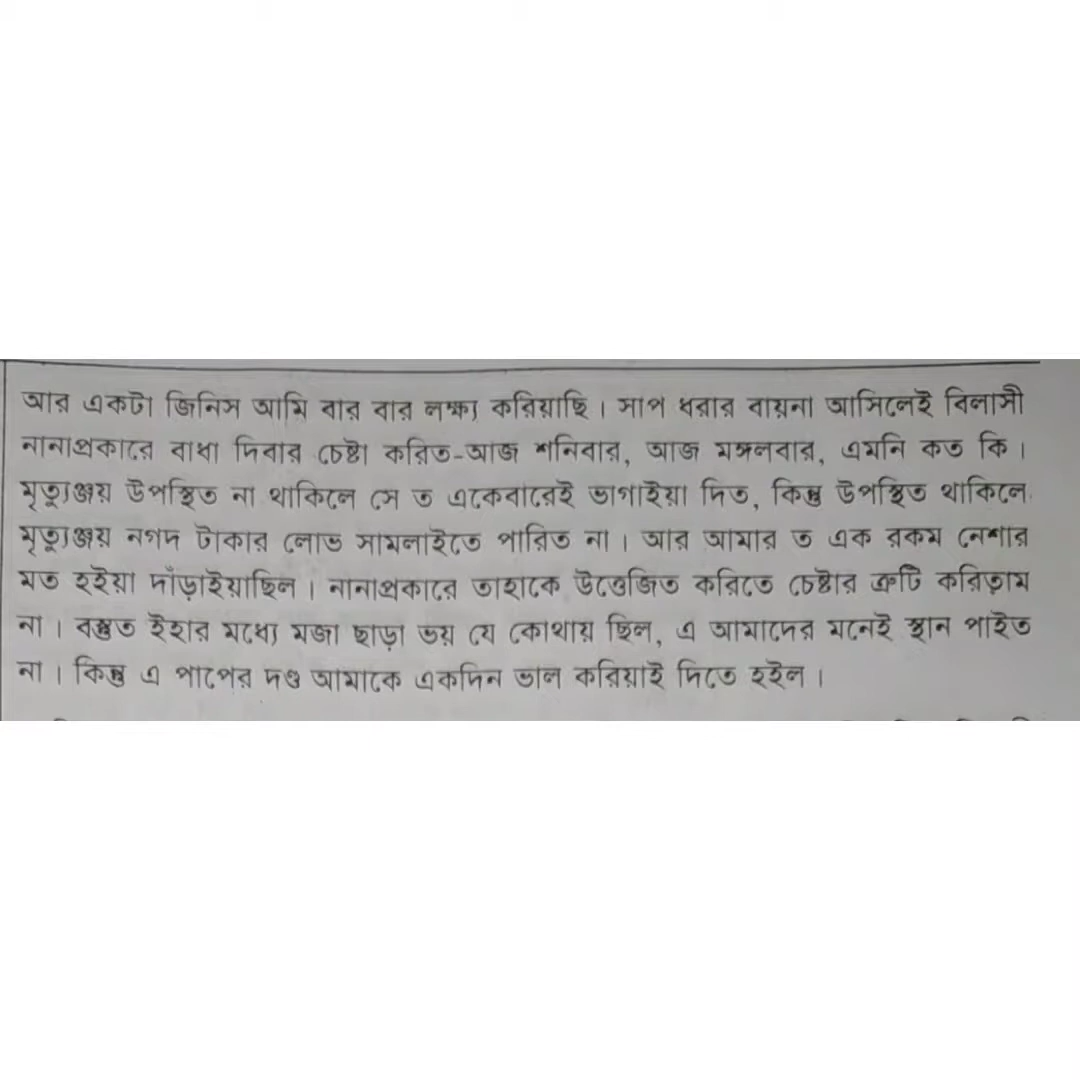 আর একটা জিনিস আমি বার বার লক্ষ্য করিয়াছি। সাপ ধরার বায়না আসিলেই বিলাসী
নানাপ্রকারে বাধা দিবার চেষ্টা করিত-আজ শনিবার, আজ মঙ্গলবার, এমনি কত কি।
মৃত্যুঞ্জয় উপস্থিত না থাকিলে সে ত একেবারেই ভাগাইয়া দিত, কিন্তু উপস্থিত থাকিলে
মৃত্যুঞ্জয় নগদ টাকার লোভ সামলাইতে পারিত না। আর আমার ত এক রকম নেশার
মত হইয়া দাঁড়াইয়াছিল। নানাপ্রকারে তাহাকে উত্তেজিত করিতে চেষ্টার ত্রুটি করিতাম
না। বস্তুত ইহার মধ্যে মজা ছাড়া ভয় যে কোথায় ছিল, এ আমাদের মনেই স্থান পাইত
না। কিন্তু এ পাপের দণ্ড আমাকে একদিন ভাল করিয়াই দিতে হইল।